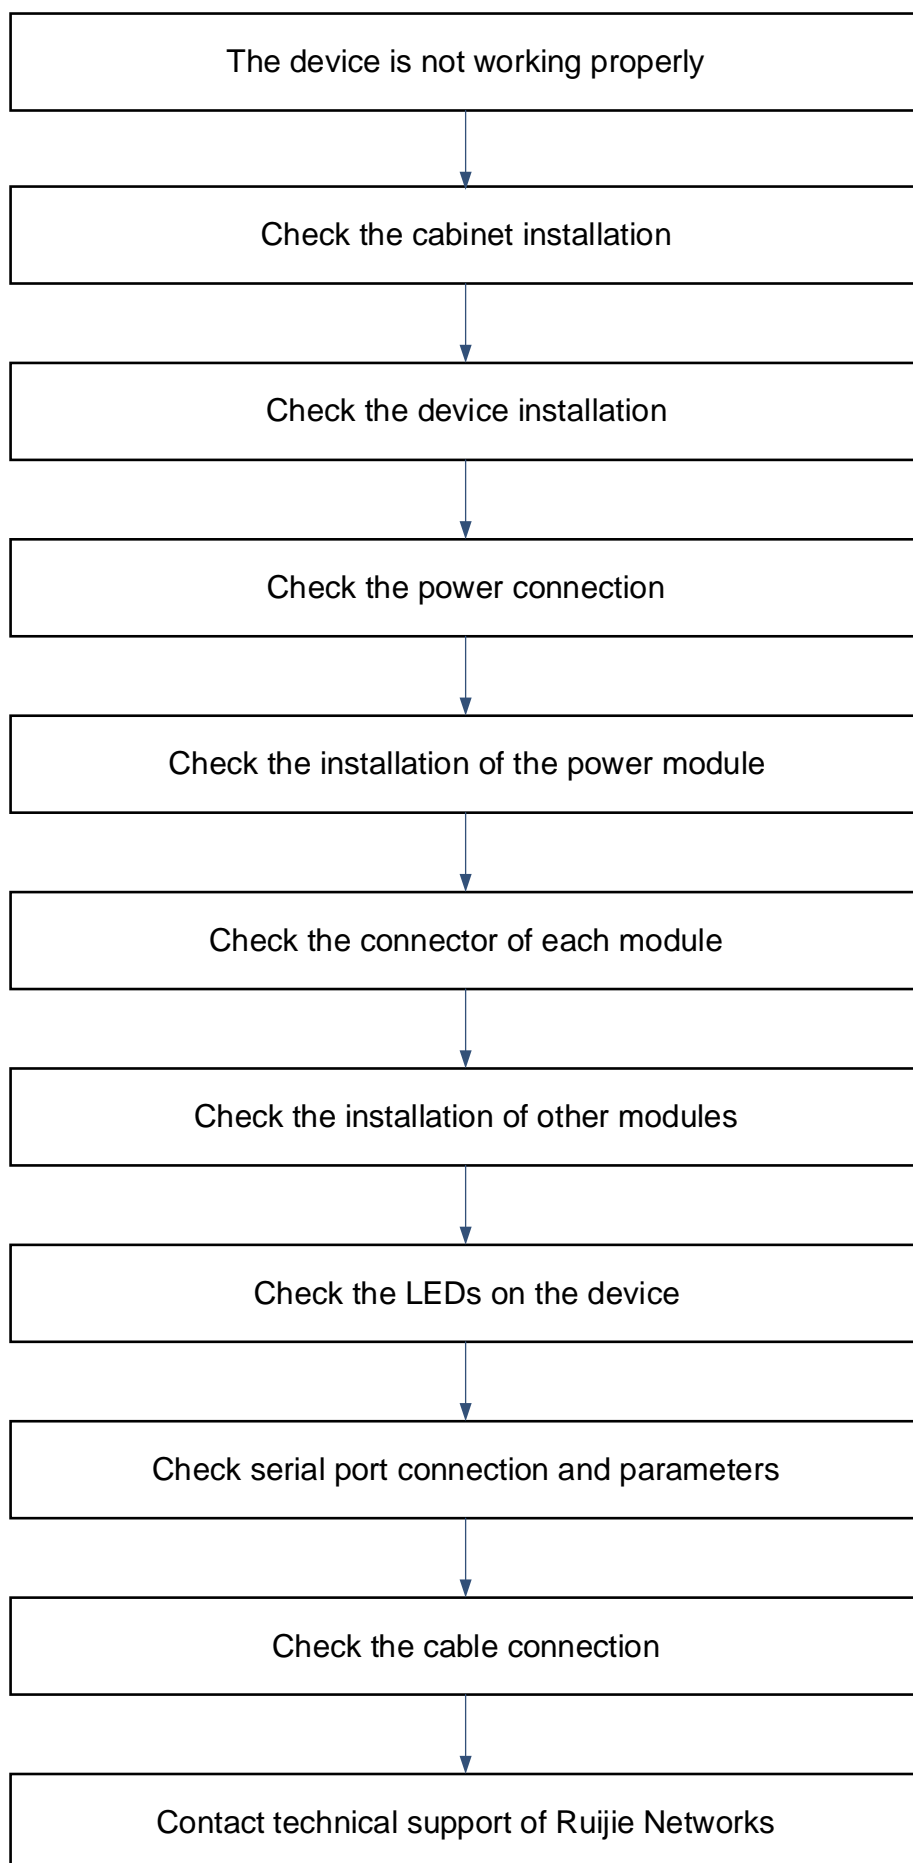 The device is not working properly
Check the cabinet installation
Check the device installation
Check the power connection
Check the installation of the power module
Check the connector of each module
Check the installation of other modules
Check the LEDs on the device
Check serial port connection and parameters
Check the cable connection
Contact technical support of Ruijie Networks